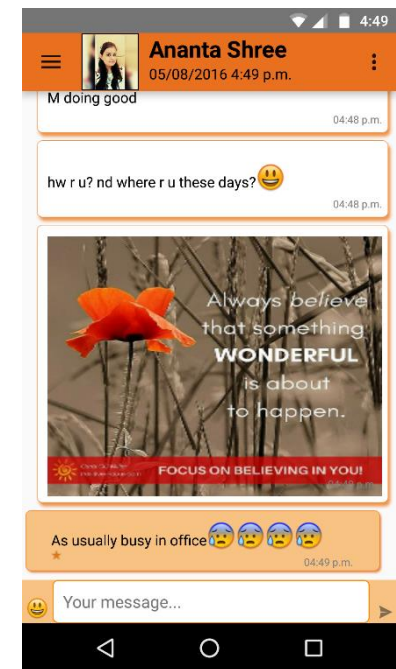 4:49
Ananta Shree
05/08/2016 4:49 p.m.
M doing good
04:48 p.m.
hw r u? nd where r u these days?😃
04:48 p.m.
Always believe
that something
WONDERFUL
is about
to happen.
FOCUS ON BELIEVING IN YOU!
04:48 p.m.
As usually busy in office😰😰😰😰
04:49 p.m.
Your message...